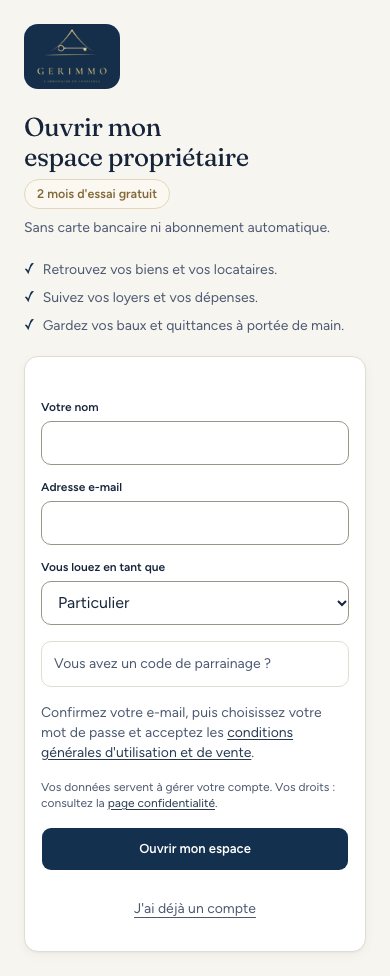 GERIMMO
Ouvrir mon
espace propriétaire
2 mois d'essai gratuit
Sans carte bancaire ni abonnement automatique.
✓ Retrouvez vos biens et vos locataires.
✓ Suivez vos loyers et vos dépenses.
✓ Gardez vos baux et quittances à portée de main.
Votre nom
Adresse e-mail
Vous louez en tant que
Particulier
Vous avez un code de parrainage ?
Confirmez votre e-mail, puis choisissez votre
mot de passe et acceptez les conditions
générales d'utilisation et de vente.
Vos données servent à gérer votre compte. Vos droits :
consultez la page confidentialité.
Ouvrir mon espace
J'ai déjà un compte